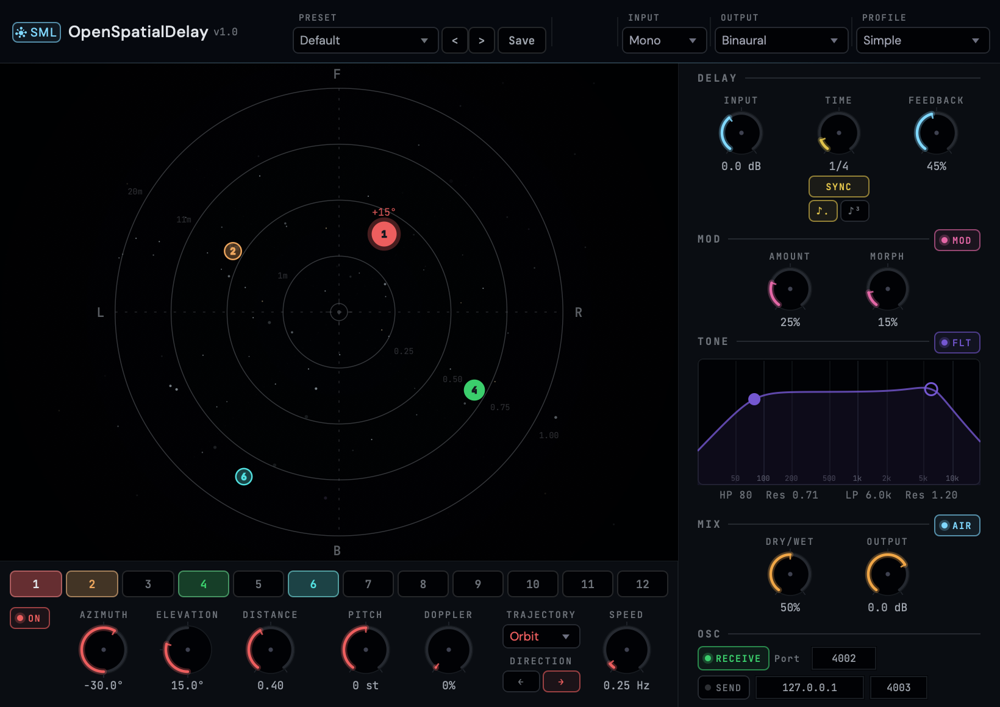 SML OpenSpatialDelay v1.0
PRESET
Default
<
>
Save
INPUT
Mono
OUTPUT
Binaural
PROFILE
Simple
F
20m
11m
+15°
1
2
1m
L
R
0.25
0.50
4
0.75
1.00
6
B
1 2 3 4 5 6 7 8 9 10 11 12
ON
AZIMUTH
-30.0°
ELEVATION
15.0°
DISTANCE
0.40
PITCH
0 st
DOPPLER
0%
TRAJECTORY
Orbit
DIRECTION
← →
SPEED
0.25 Hz
DELAY
INPUT
0.0 dB
TIME
1/4
SYNC
♪. ♪³
FEEDBACK
45%
MOD
MOD
AMOUNT
25%
MORPH
15%
TONE
FLT
50 100 200 500 1k 2k 5k 10k
HP 80 Res 0.71 LP 6.0k Res 1.20
MIX
AIR
DRY/WET
50%
OUTPUT
0.0 dB
OSC
RECEIVE Port 4002
SEND 127.0.0.1 4003